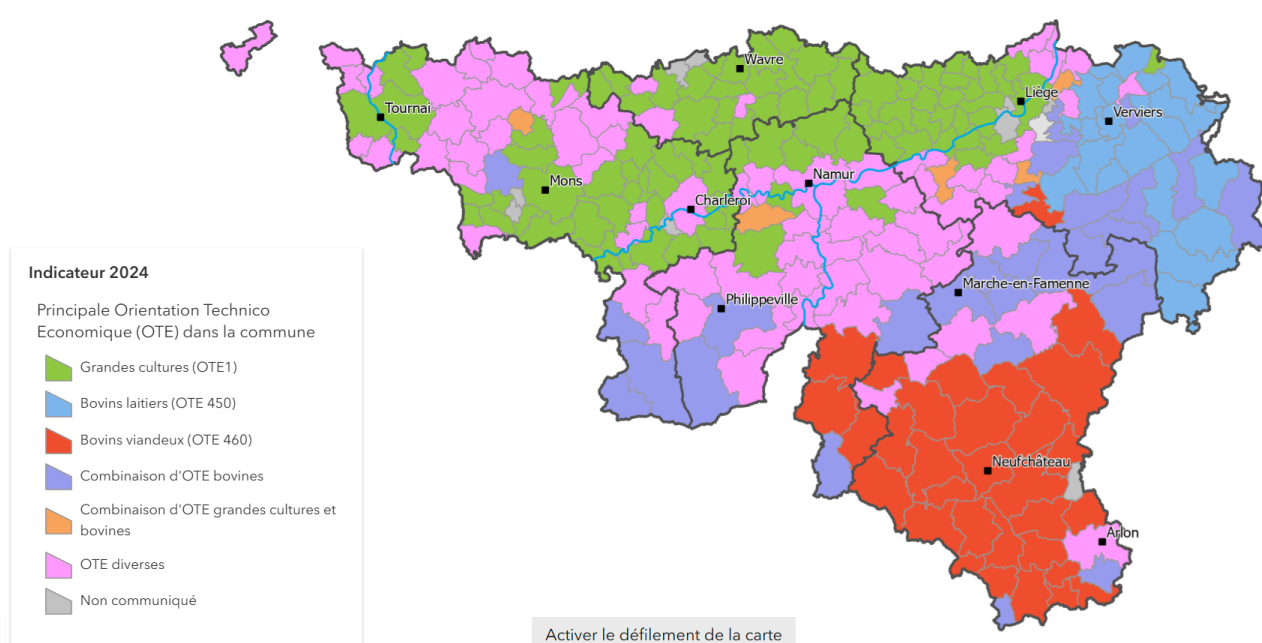 Wavre
Liège
Tournai
Verviers
Namur
Mons
Charleroi
Indicateur 2024
Principale Orientation Technico
Economique (OTE) dans la commune
Grandes cultures (OTE1)
Bovins laitiers (OTE 450)
Bovins viandeux (OTE 460)
Combinaison d'OTE bovines
Combinaison d'OTE grandes cultures et
bovines
OTE diverses
Non communiqué
Marche-en-Famenne
Philippeville
Neufchâteau
Arlon
Activer le défilement de la carte